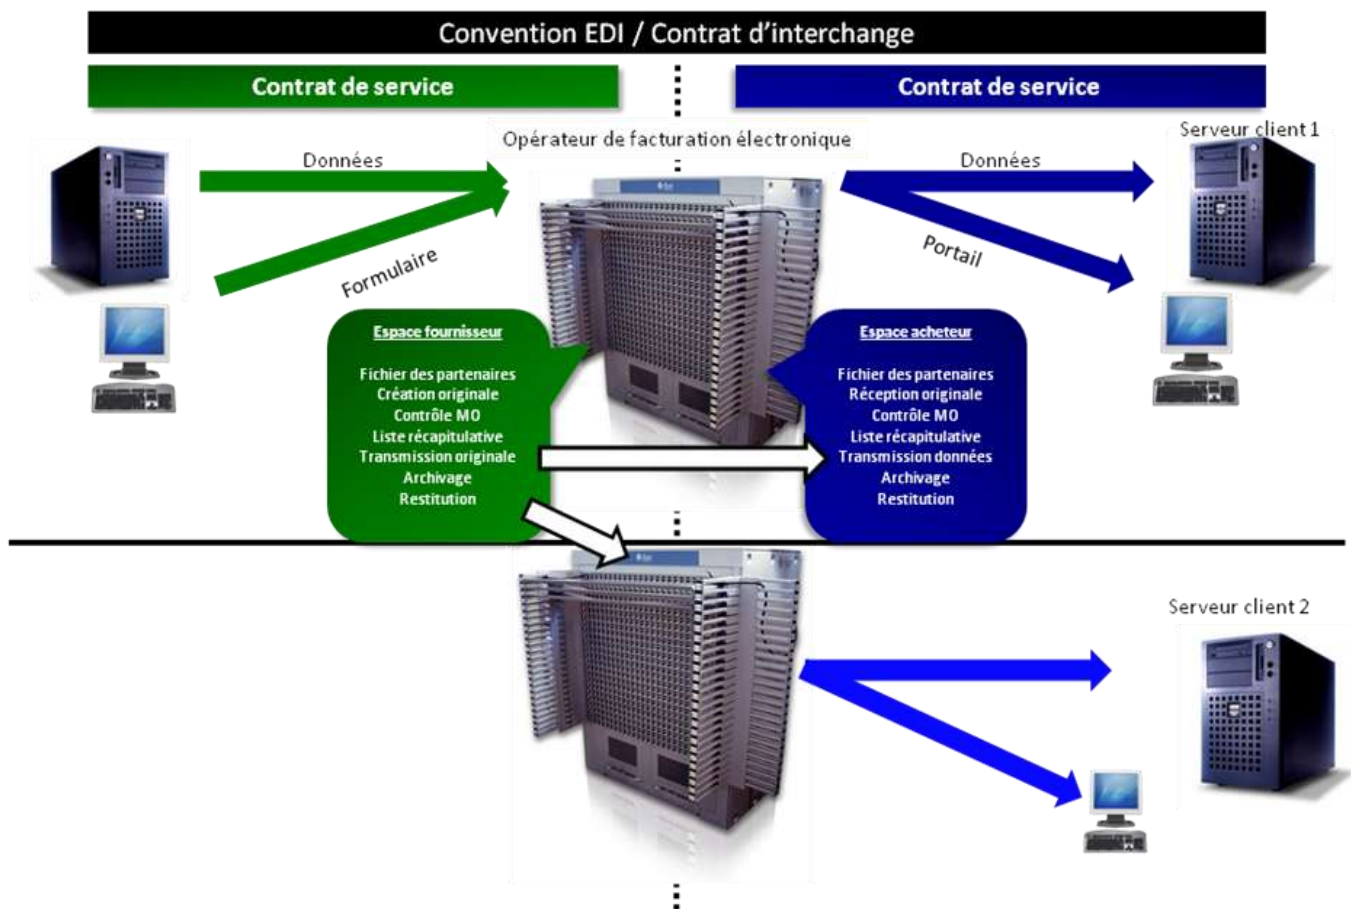 Convention EDI / Contrat d'interchange
Contrat de service
Contrat de service
Opérateur de facturation électronique
Serveur client 1
Données
Données
Formulaire
Portail
Espace fournisseur
Fichier des partenaires
Création originale
Contrôle MO
Liste récapitulative
Transmission originale
Archivage
Restitution
Espace acheteur
Fichier des partenaires
Réception originale
Contrôle MO
Liste récapitulative
Transmission données
Archivage
Restitution
Serveur client 2